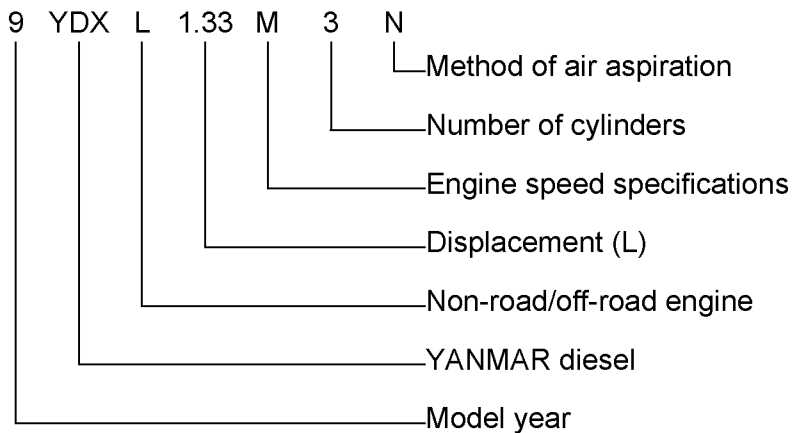 9 YDX L 1.33 M 3 N
Method of air aspiration
Number of cylinders
Engine speed specifications
Displacement (L)
Non-road/off-road engine
YANMAR diesel
Model year